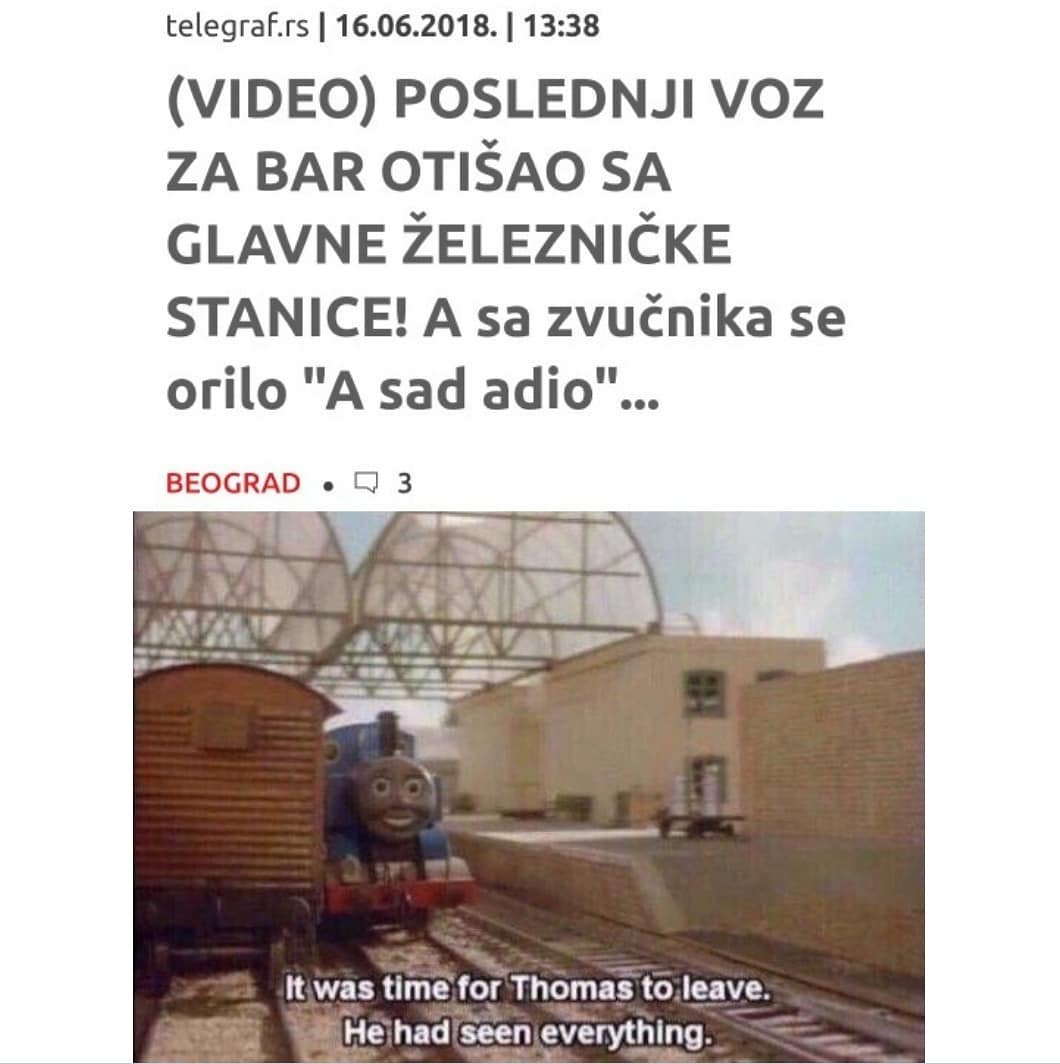 telegraf.rs | 16.06.2018. | 13:38
(VIDEO) POSLEDNJI VOZ
ZA BAR OTIŠAO SA
GLAVNE ŽELEZNIČKE
STANICE! A sa zvučnika se
orilo "A sad adio"...
BEOGRAD • 3
It was time for Thomas to leave.
He had seen everything.